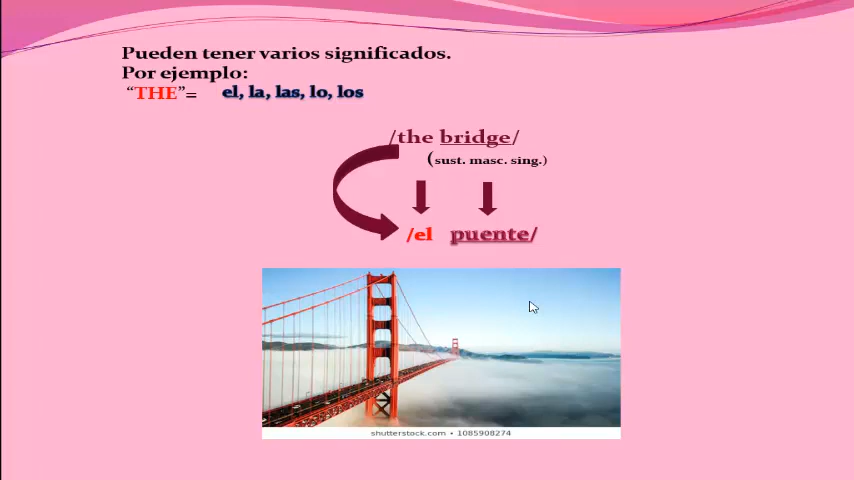 Pueden tener varios significados.
Por ejemplo:
“THE”= el, la, las, lo, los
/the bridge/
(sust. masc. sing.)
/el puente/
shutterstock.com • 1085908274